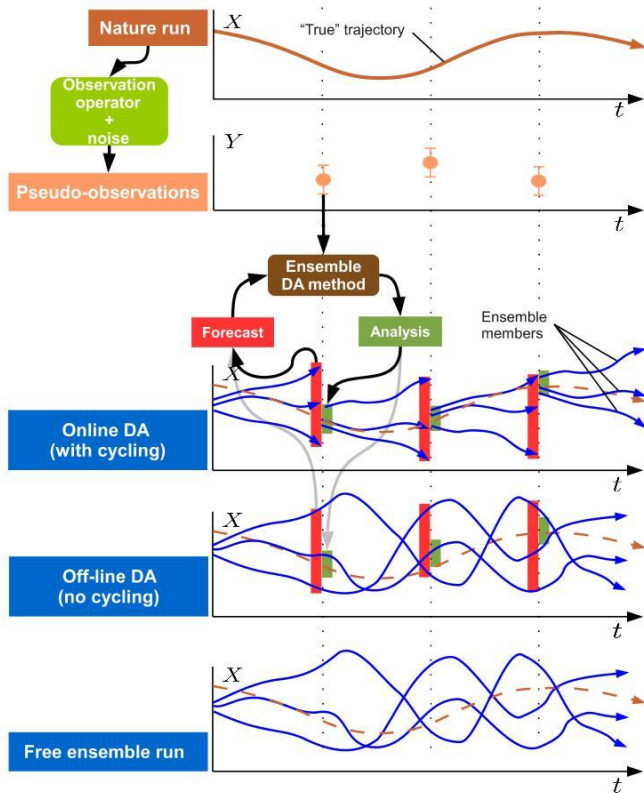 Nature run
X
"True" trajectory
t
Observation
operator
+
noise
Y
Pseudo-observations
t
Ensemble
DA method
Forecast
Analysis
Ensemble
members
X
Online DA
(with cycling)
t
X
Off-line DA
(no cycling)
t
X
Free ensemble run
t